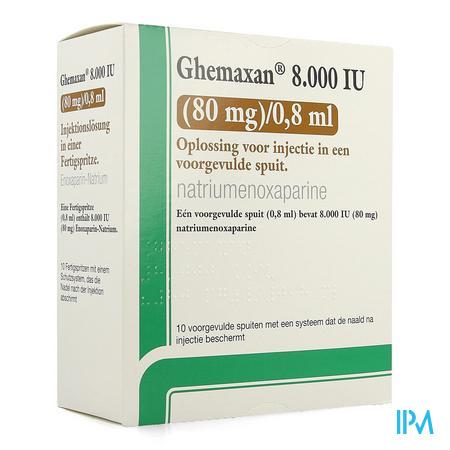 Ghemaxan® 8.000 IU
(80 mg)/0,8 ml
Injektionslösung
in einer
Fertigspritze.
Enoxaparin-Natrium
Eine Fertigspritze
(0,8 ml) enthält 8.000 IU
(80 mg) Enoxaparin-Natrium.
10 Fertigspritzen mit einem
Schutzsystem, das die
Nadel nach der Injektion
abschirmt
Ghemaxan® 8.000 IU
(80 mg)/0,8 ml
Oplossing voor injectie in een
voorgevulde spuit.
natriumenoxaparine
Eén voorgevulde spuit (0,8 ml) bevat 8.000 IU (80 mg)
natriumenoxaparine
10 voorgevulde spuiten met een systeem dat de naald na
injectie beschermt
IPM